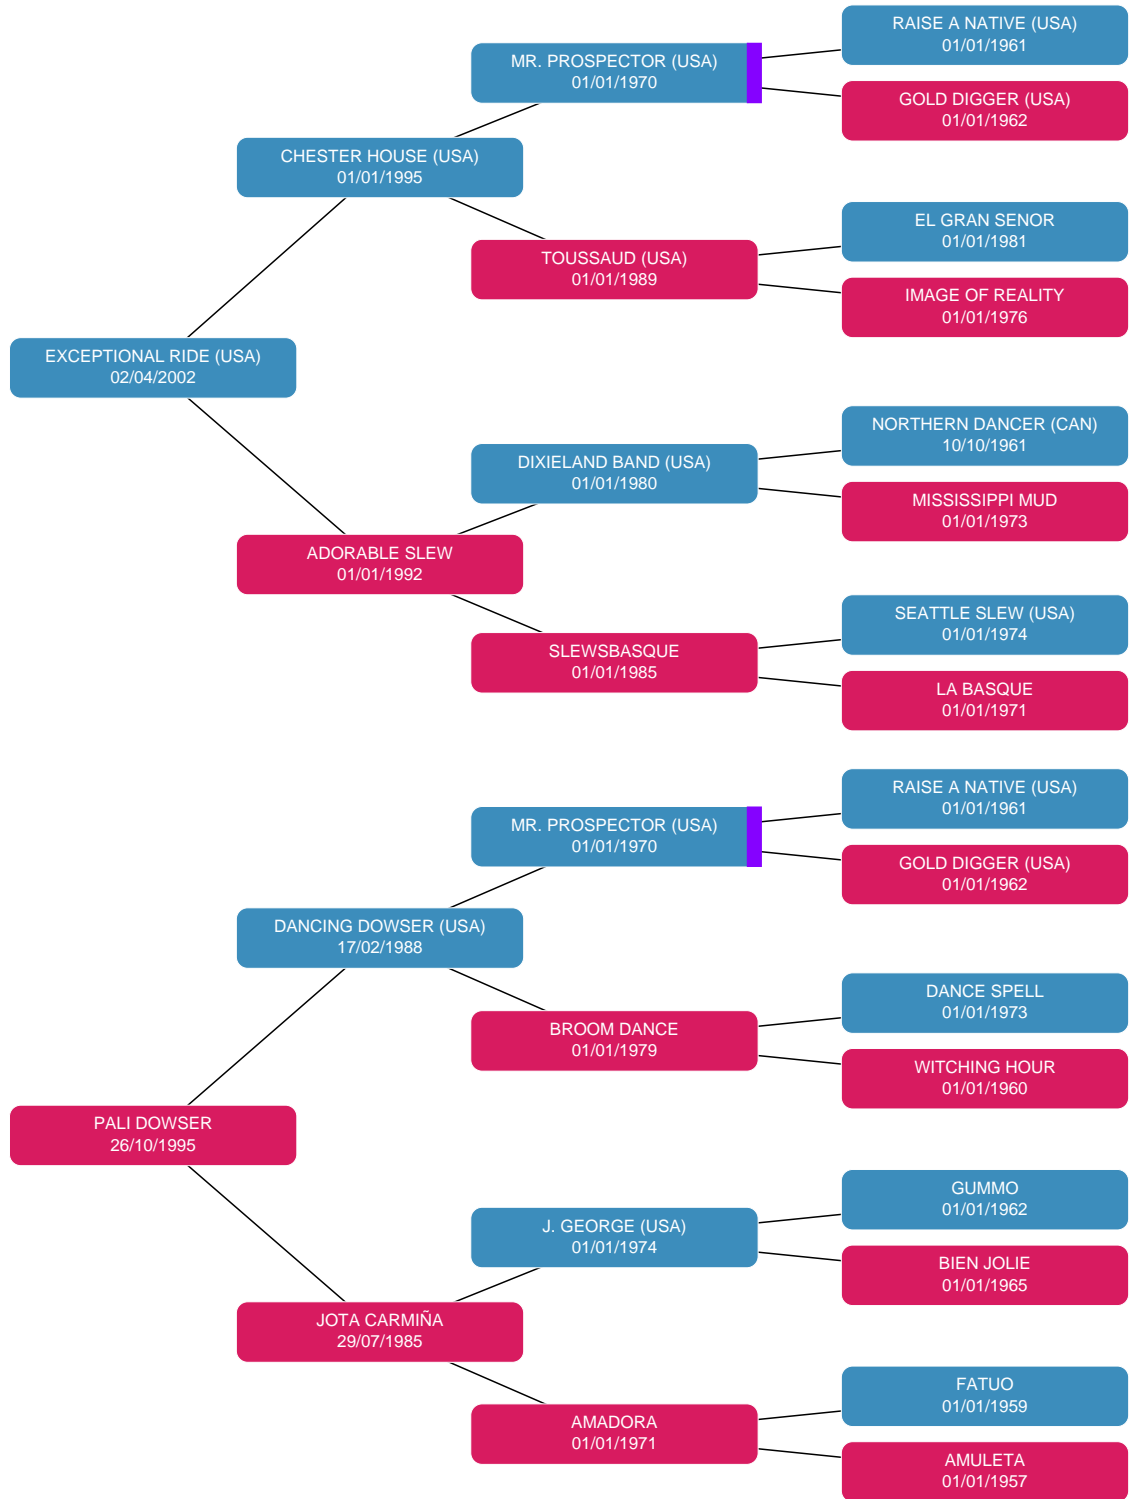 RAISE A NATIVE (USA)
01/01/1961
MR. PROSPECTOR (USA)
01/01/1970
GOLD DIGGER (USA)
01/01/1962
CHESTER HOUSE (USA)
01/01/1995
EL GRAN SENOR
01/01/1981
TOUSSAUD (USA)
01/01/1989
IMAGE OF REALITY
01/01/1976
EXCEPTIONAL RIDE (USA)
02/04/2002
NORTHERN DANCER (CAN)
10/10/1961
DIXIELAND BAND (USA)
01/01/1980
MISSISSIPPI MUD
01/01/1973
ADORABLE SLEW
01/01/1992
SEATTLE SLEW (USA)
01/01/1974
SLEWSBASQUE
01/01/1985
LA BASQUE
01/01/1971
RAISE A NATIVE (USA)
01/01/1961
MR. PROSPECTOR (USA)
01/01/1970
GOLD DIGGER (USA)
01/01/1962
DANCING DOWSER (USA)
17/02/1988
DANCE SPELL
01/01/1973
BROOM DANCE
01/01/1979
WITCHING HOUR
01/01/1960
PALI DOWSER
26/10/1995
GUMMO
01/01/1962
J. GEORGE (USA)
01/01/1974
BIEN JOLIE
01/01/1965
JOTA CARMIÑA
29/07/1985
FATUO
01/01/1959
AMADORA
01/01/1971
AMULETA
01/01/1957